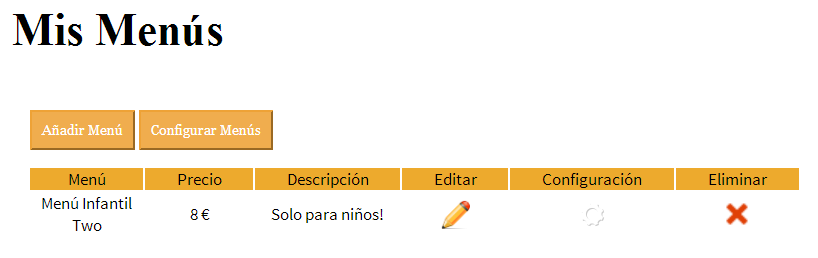 Mis Menús
Añadir Menú Configurar Menús
Menú Precio Descripción Editar Configuración Eliminar
Menú Infantil Two 8 € Solo para niños!